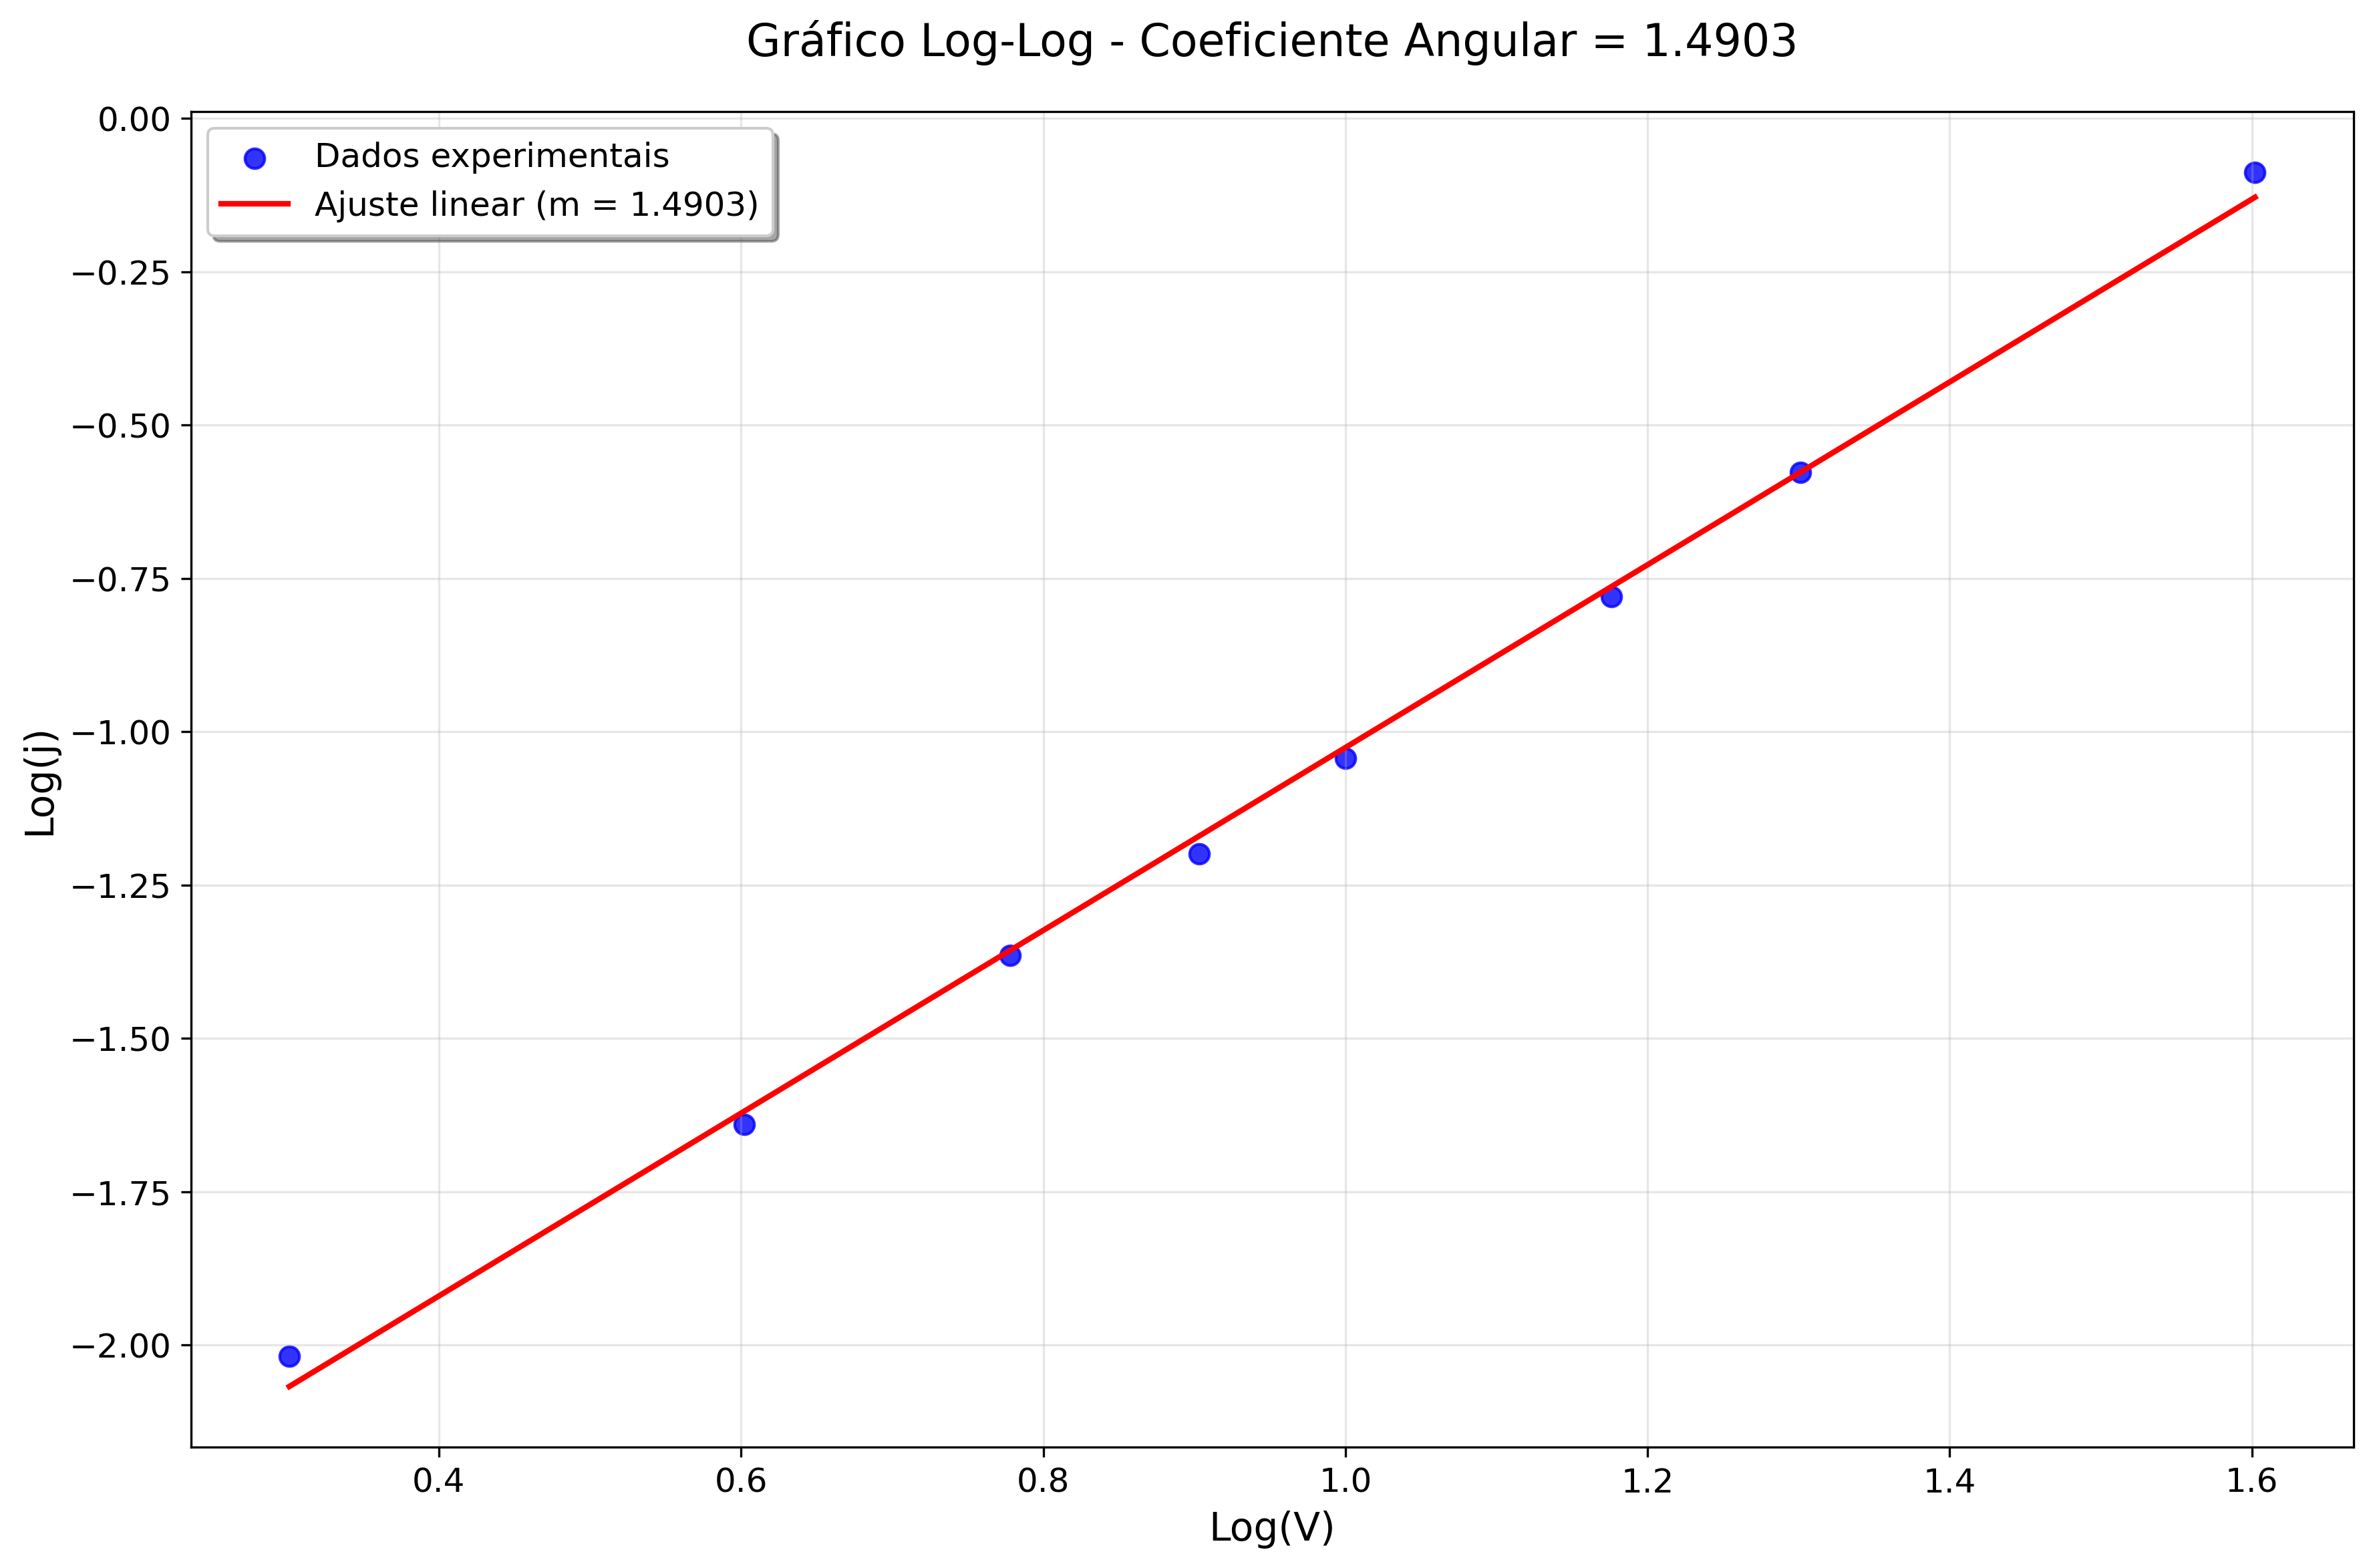 Gráfico Log-Log - Coeficiente Angular = 1.4903
Dados experimentais
Ajuste linear (m = 1.4903)
0.00
−0.25
−0.50
−0.75
−1.00
−1.25
−1.50
−1.75
−2.00
Log(j)
0.4 0.6 0.8 1.0 1.2 1.4 1.6
Log(V)